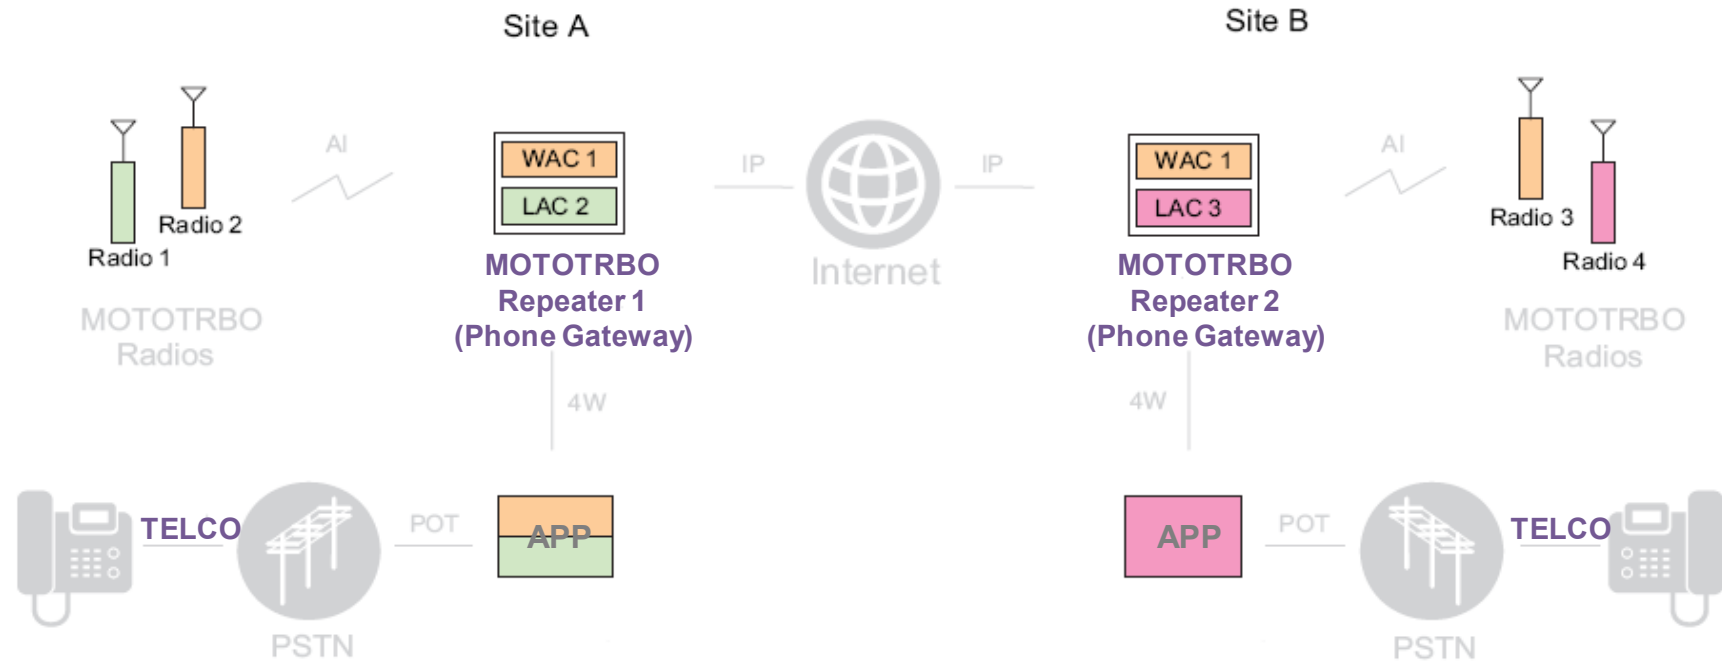 Site A
Site B
AI
WAC 1
LAC 2
IP
IP
WAC 1
LAC 3
AI
Radio 2
Radio 1
Radio 3
Radio 4
MOTOTRBO
Repeater 1
(Phone Gateway)
Internet
MOTOTRBO
Repeater 2
(Phone Gateway)
MOTOTRBO
Radios
MOTOTRBO
Radios
4W
4W
TELCO
POT
APP
APP
POT
TELCO
PSTN
PSTN